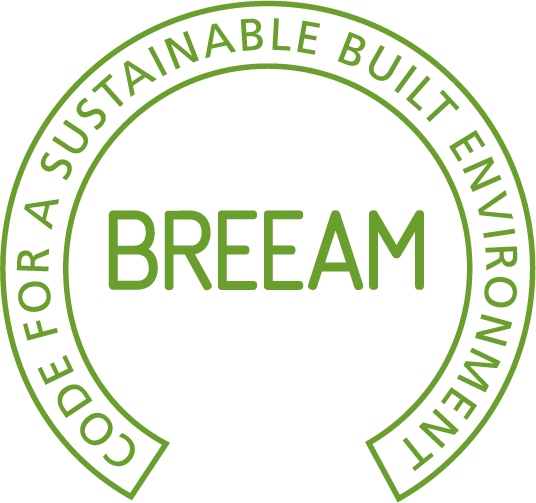 CODE FOR A SUSTAINABLE BUILT ENVIRONMENT
BREEAM